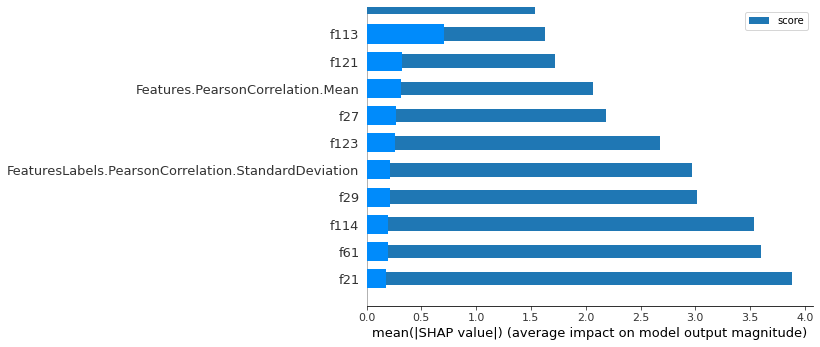 score
f113
f121
Features.PearsonCorrelation.Mean
f27
f123
FeaturesLabels.PearsonCorrelation.StandardDeviation
f29
f114
f61
f21
0.0 0.5 1.0 1.5 2.0 2.5 3.0 3.5 4.0
mean(|SHAP value|) (average impact on model output magnitude)